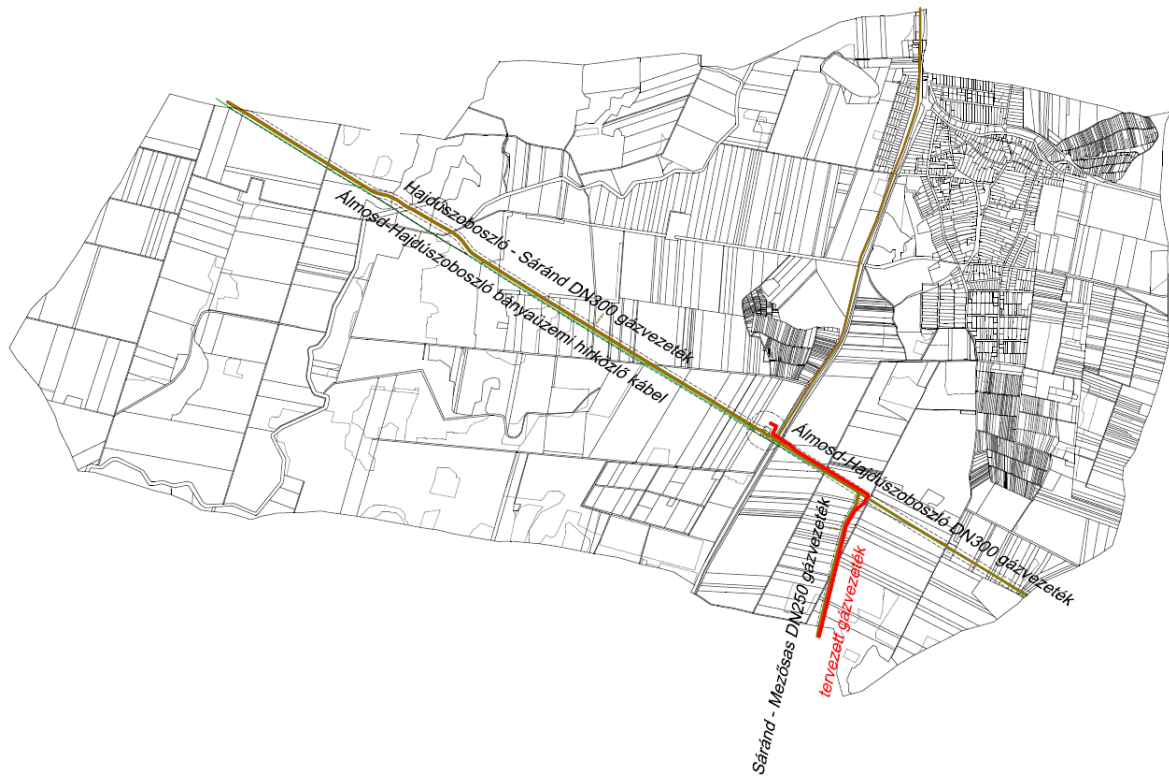 Hajdúszoboszló - Sáránd DN300 gázvezeték
Álmosd-Hajdúszoboszló bányaüzemi hírközlő kábel
Álmosd-Hajdúszoboszló DN300 gázvezeték
Sáránd - Mezősas DN250 gázvezeték
tervezett gázvezeték